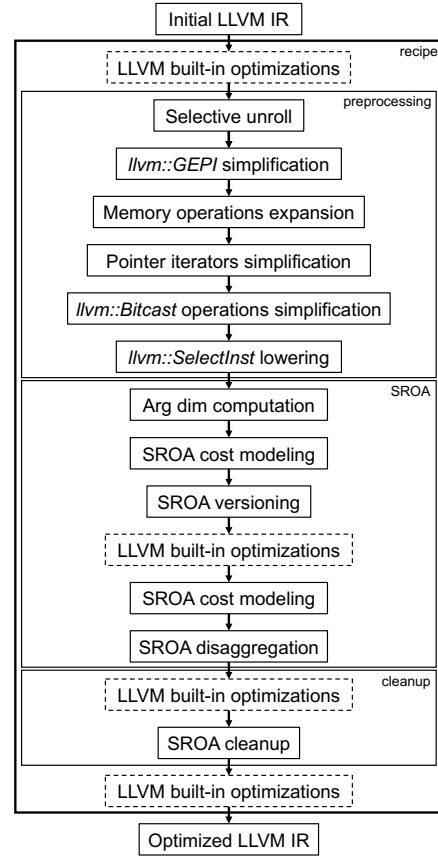 Initial LLVM IR
recipe
LLVM built-in optimizations
preprocessing
Selective unroll
llvm::GEPI simplification
Memory operations expansion
Pointer iterators simplification
llvm::Bitcast operations simplification
llvm::SelectInst lowering
SROA
Arg dim computation
SROA cost modeling
SROA versioning
LLVM built-in optimizations
SROA cost modeling
SROA disaggregation
cleanup
LLVM built-in optimizations
SROA cleanup
LLVM built-in optimizations
Optimized LLVM IR